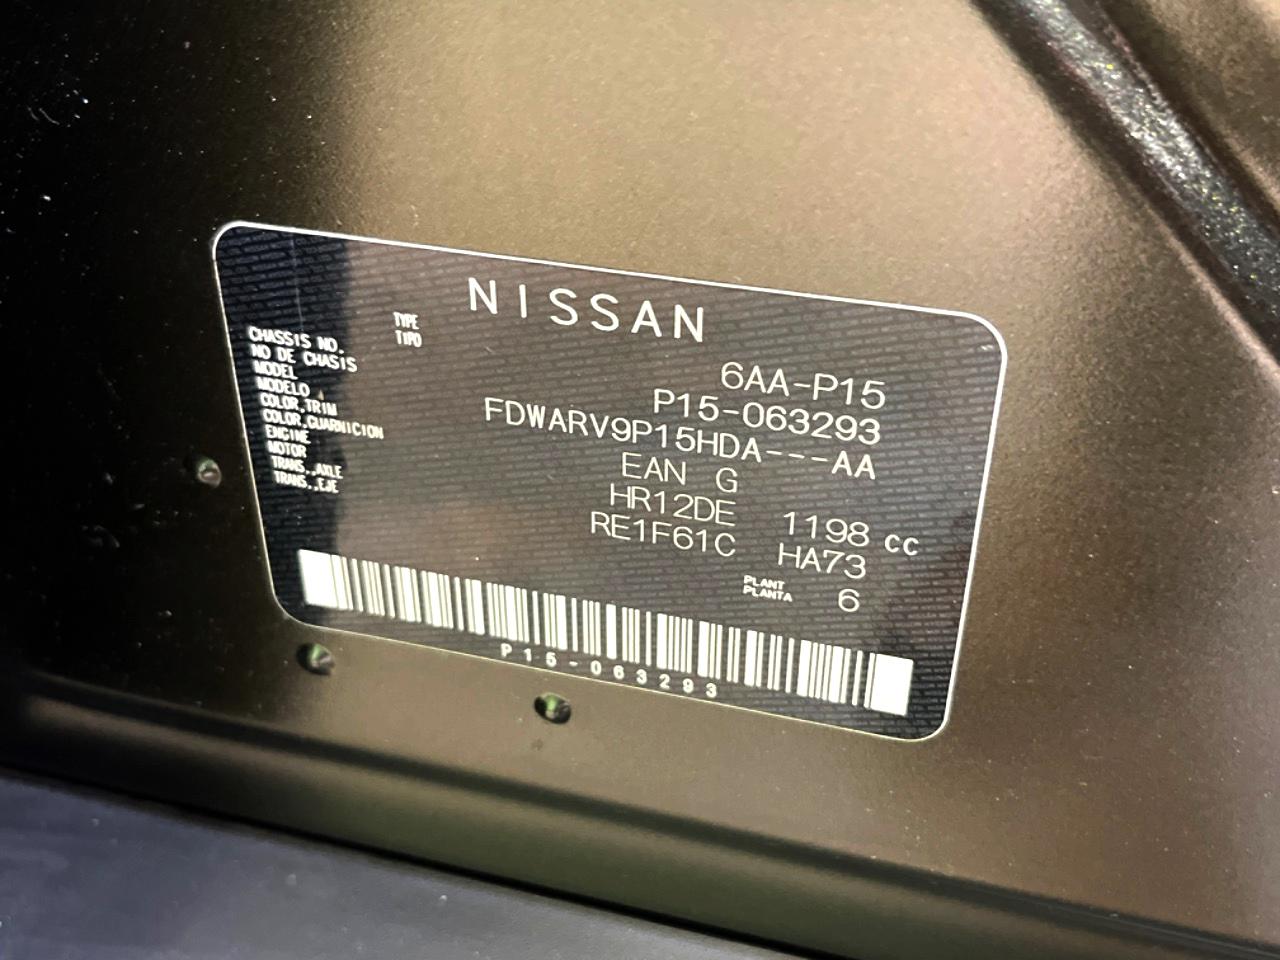 NISSAN
TYPE
TIPO
6AA-P15
CHASSIS NO.
NO DE CHASIS
P15-063293
MODEL
MODELO
FDWARV9P15HDA---AA
COLOR,TRIM
COLOR,GUARNICION
EAN G
ENGINE
MOTOR
HR12DE 1198 cc
TRANS.,AXLE
TRANS.,EJE
RE1F61C HA73
PLANT
PLANTA
6
P15-063293